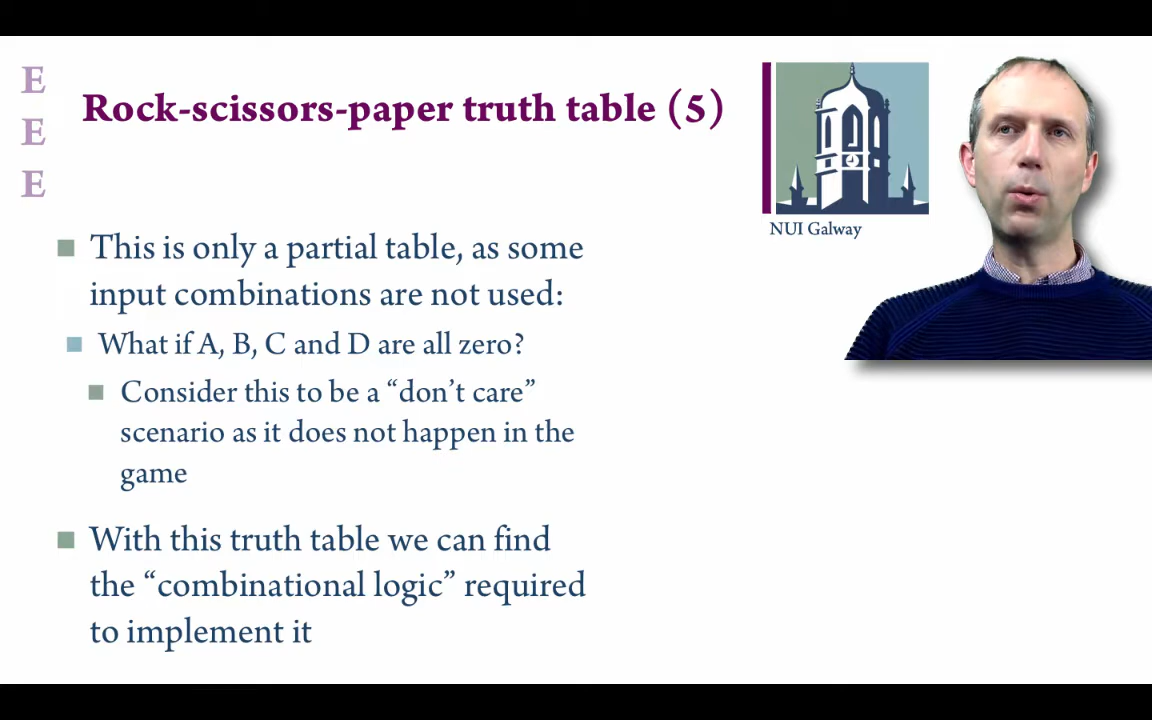 E
E
E
Rock-scissors-paper truth table (5)
NUI Galway
This is only a partial table, as some
input combinations are not used:
What if A, B, C and D are all zero?
Consider this to be a “don’t care”
scenario as it does not happen in the
game
With this truth table we can find
the “combinational logic” required
to implement it